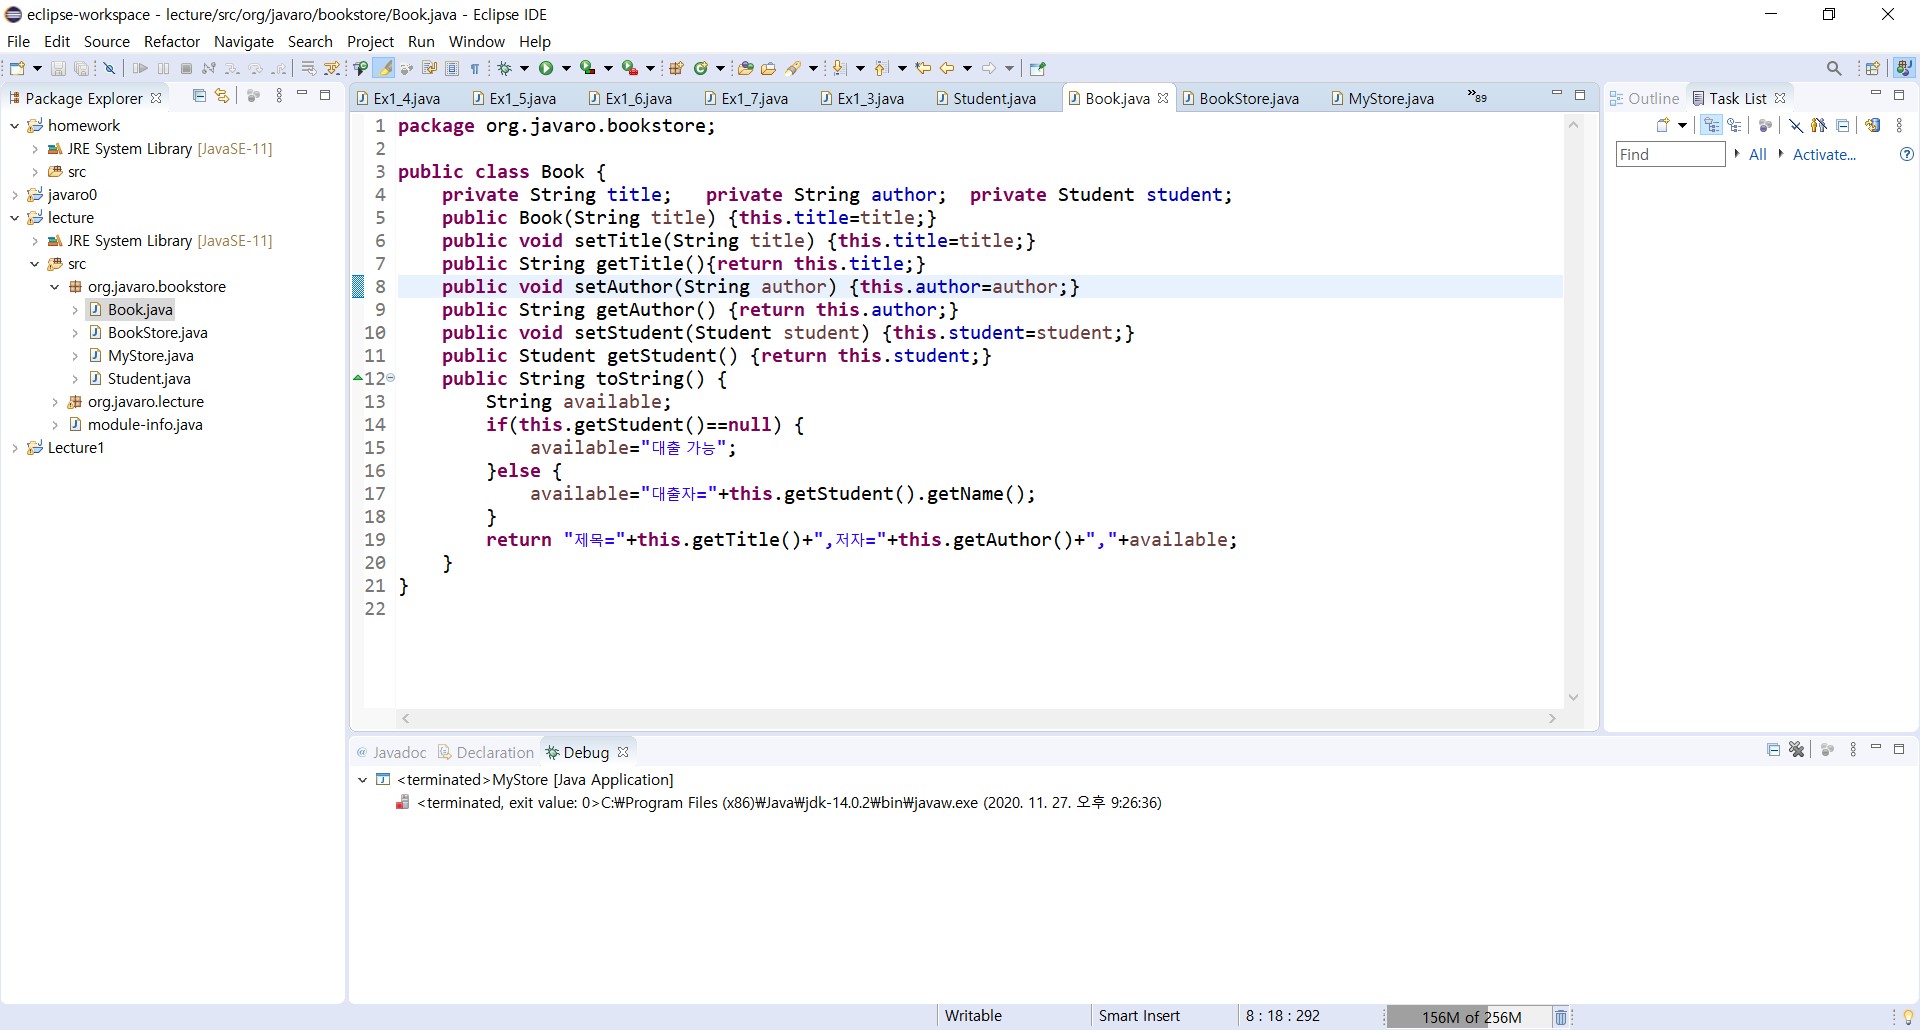 eclipse-workspace - lecture/src/org/javaro/bookstore/Book.java - Eclipse IDE
File Edit Source Refactor Navigate Search Project Run Window Help
Package Explorer
homework
JRE System Library [JavaSE-11]
src
javaro0
lecture
JRE System Library [JavaSE-11]
src
org.javaro.bookstore
Book.java
BookStore.java
MyStore.java
Student.java
org.javaro.lecture
module-info.java
Lecture1
Ex1_4.java Ex1_5.java Ex1_6.java Ex1_7.java Ex1_3.java Student.java Book.java BookStore.java MyStore.java »89
1 package org.javaro.bookstore;
2
3 public class Book {
4 private String title; private String author; private Student student;
5 public Book(String title) {this.title=title;}
6 public void setTitle(String title) {this.title=title;}
7 public String getTitle(){return this.title;}
8 public void setAuthor(String author) {this.author=author;}
9 public String getAuthor() {return this.author;}
10 public void setStudent(Student student) {this.student=student;}
11 public Student getStudent() {return this.student;}
12 public String toString() {
13 String available;
14 if(this.getStudent()==null) {
15 available="대출 가능";
16 }else {
17 available="대출자="+this.getStudent().getName();
18 }
19 return "제목="+this.getTitle()+",저자="+this.getAuthor()+","+available;
20 }
21 }
22
Outline Task List
Find All Activate...
@ Javadoc Declaration Debug
<terminated>MyStore [Java Application]
<terminated, exit value: 0>C:₩Program Files (x86)₩Java₩jdk-14.0.2₩bin₩javaw.exe (2020. 11. 27. 오후 9:26:36)
Writable Smart Insert 8 : 18 : 292 156M of 256M